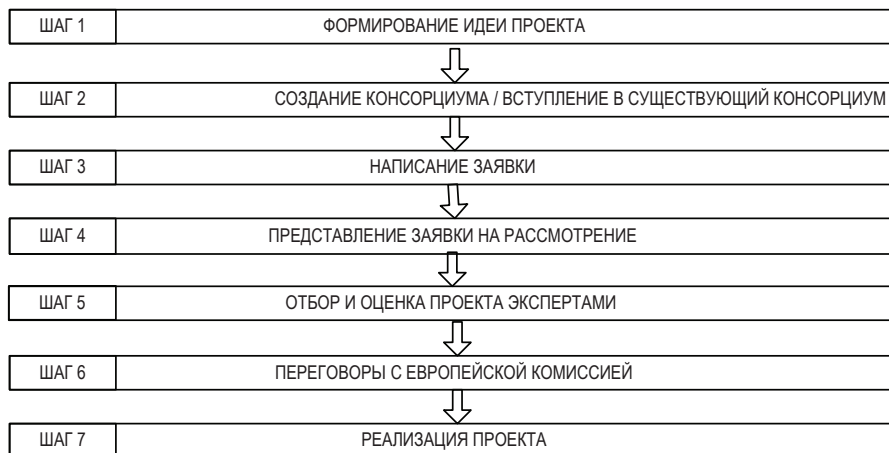 ШАГ 1 ФОРМИРОВАНИЕ ИДЕИ ПРОЕКТА
ШАГ 2 СОЗДАНИЕ КОНСОРЦИУМА / ВСТУПЛЕНИЕ В СУЩЕСТВУЮЩИЙ КОНСОРЦИУМ
ШАГ 3 НАПИСАНИЕ ЗАЯВКИ
ШАГ 4 ПРЕДСТАВЛЕНИЕ ЗАЯВКИ НА РАССМОТРЕНИЕ
ШАГ 5 ОТБОР И ОЦЕНКА ПРОЕКТА ЭКСПЕРТАМИ
ШАГ 6 ПЕРЕГОВОРЫ С ЕВРОПЕЙСКОЙ КОМИССИЕЙ
ШАГ 7 РЕАЛИЗАЦИЯ ПРОЕКТА